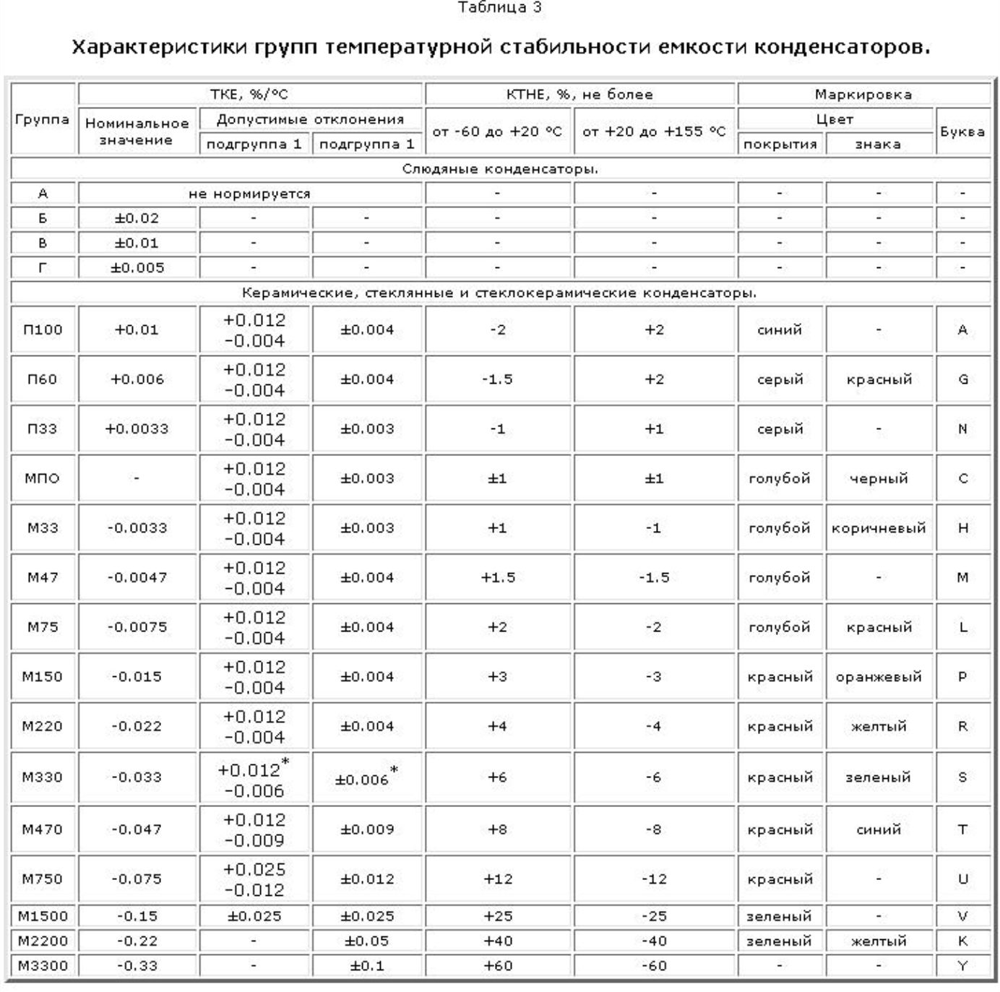 Таблица 3
Характеристики групп температурной стабильности емкости конденсаторов.
Группа ТКЕ, %/°С КТНЕ, %, не более Маркировка
Номинальное значение Допустимые отклонения от -60 до +20 °С от +20 до +155 °С Цвет Буква
подгруппа 1 подгруппа 1 покрытия знака
Слюдяные конденсаторы.
А не нормируется - - - - -
Б ±0.02 - - - - - - -
В ±0.01 - - - - - - -
Г ±0.005 - - - - - - -
Керамические, стеклянные и стеклокерамические конденсаторы.
П100 +0.01 +0.012 -0.004 ±0.004 -2 +2 синий - A
П60 +0.006 +0.012 -0.004 ±0.004 -1.5 +2 серый красный G
П33 +0.0033 +0.012 -0.004 ±0.003 -1 +1 серый - N
МПО - +0.012 -0.004 ±0.003 ±1 ±1 голубой черный C
М33 -0.0033 +0.012 -0.004 ±0.003 +1 -1 голубой коричневый H
М47 -0.0047 +0.012 -0.004 ±0.004 +1.5 -1.5 голубой - M
М75 -0.0075 +0.012 -0.004 ±0.004 +2 -2 голубой красный L
М150 -0.015 +0.012 -0.004 ±0.004 +3 -3 красный оранжевый P
М220 -0.022 +0.012 -0.004 ±0.004 +4 -4 красный желтый R
М330 -0.033 +0.012* -0.006 ±0.006* +6 -6 красный зеленый S
М470 -0.047 +0.012 -0.009 ±0.009 +8 -8 красный синий T
М750 -0.075 +0.025 -0.012 ±0.012 +12 -12 красный - U
М1500 -0.15 ±0.025 ±0.025 +25 -25 зеленый - V
М2200 -0.22 - ±0.05 +40 -40 зеленый желтый K
М3300 -0.33 - ±0.1 +60 -60 - - Y